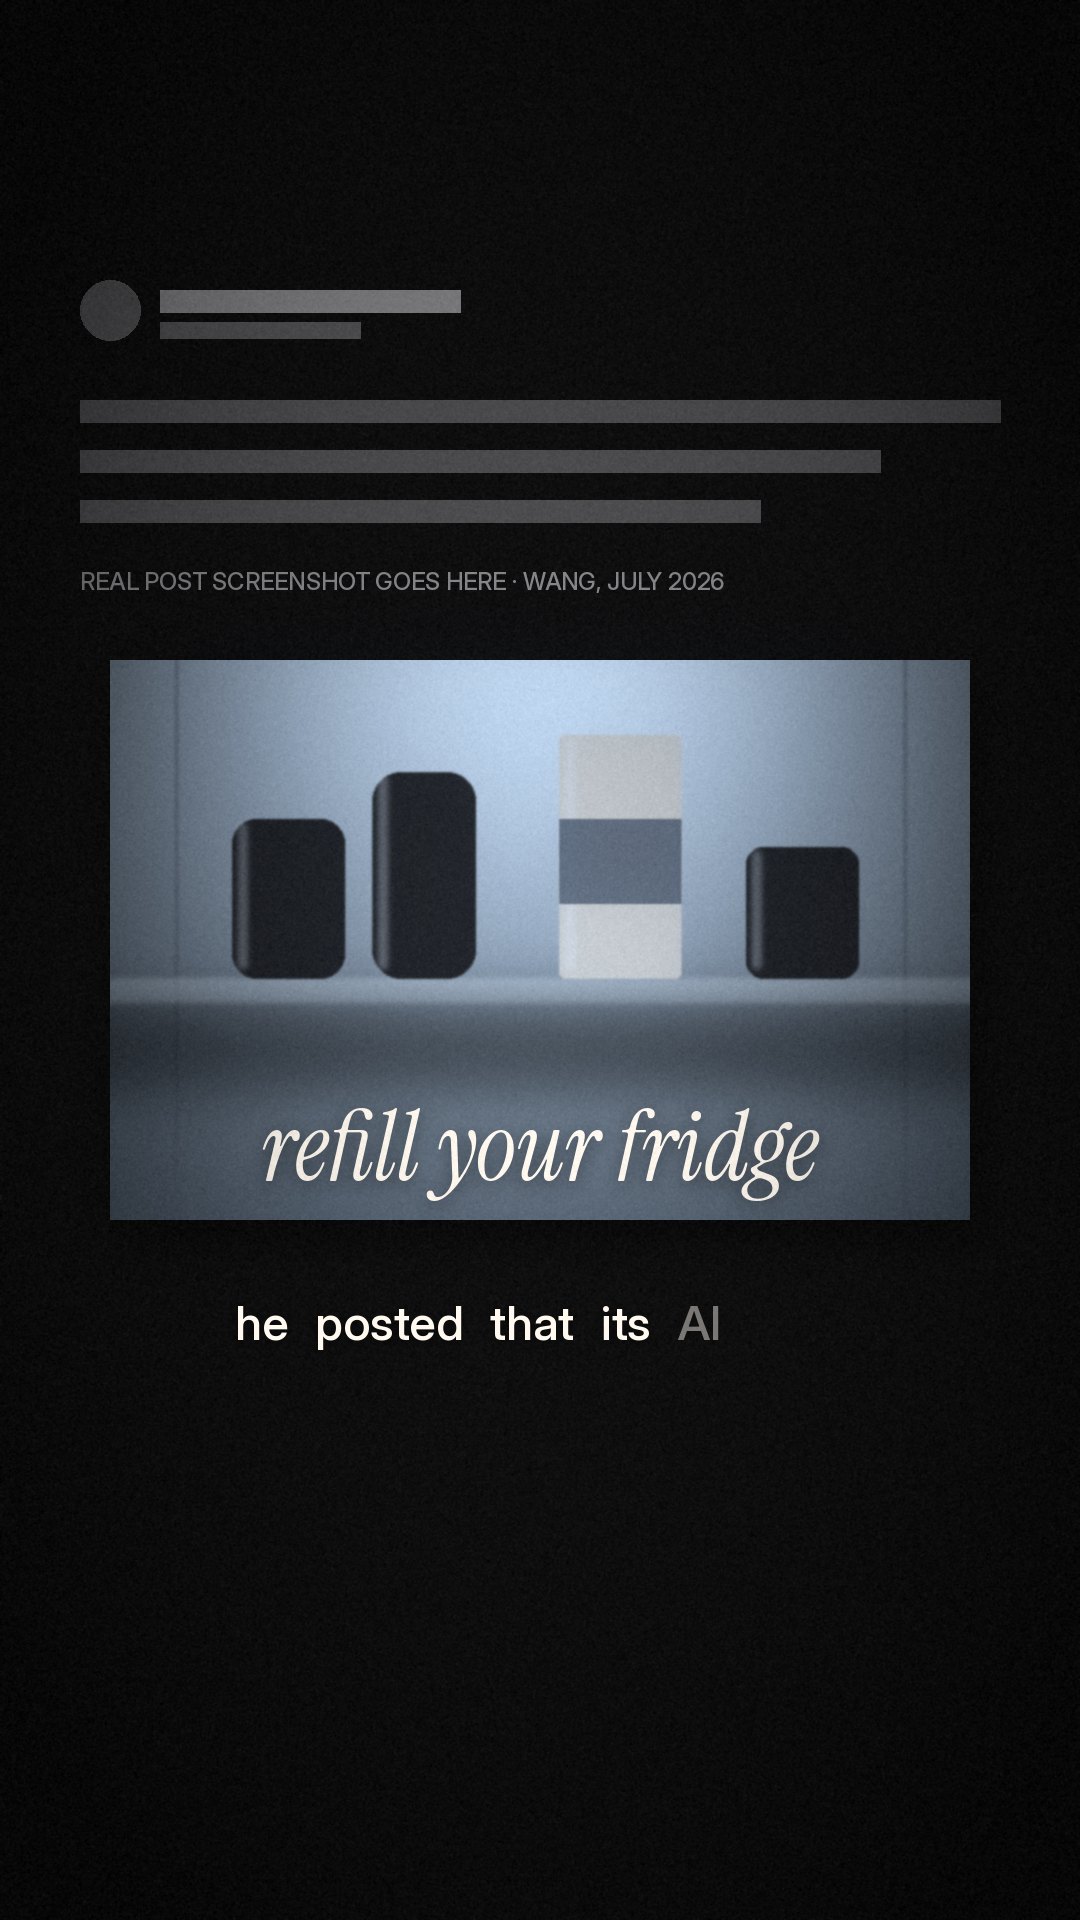 REAL POST SCREENSHOT GOES HERE · WANG, JULY 2026
refill your fridge
he posted that its AI